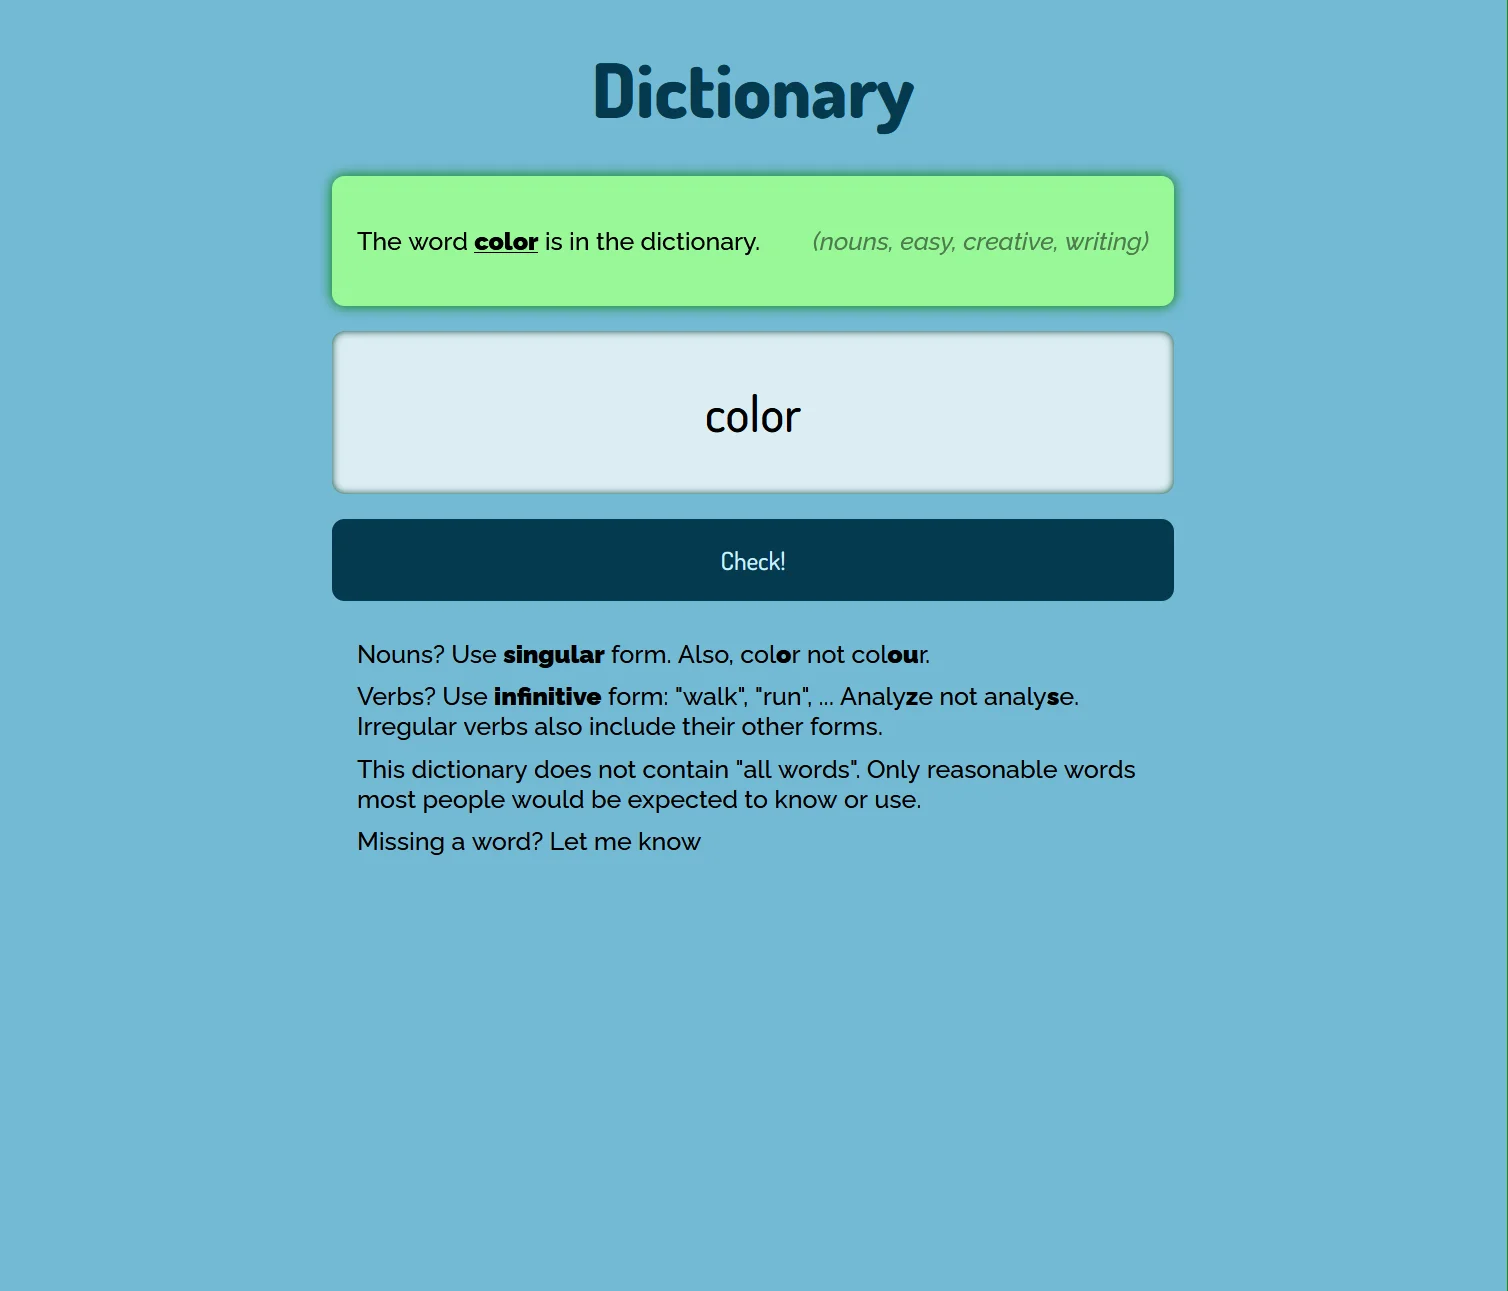 Dictionary
The word color is in the dictionary. (nouns, easy, creative, writing)
color
Check!
Nouns? Use singular form. Also, color not colour.
Verbs? Use infinitive form: "walk", "run", ... Analyze not analyse.
Irregular verbs also include their other forms.
This dictionary does not contain "all words". Only reasonable words
most people would be expected to know or use.
Missing a word? Let me know